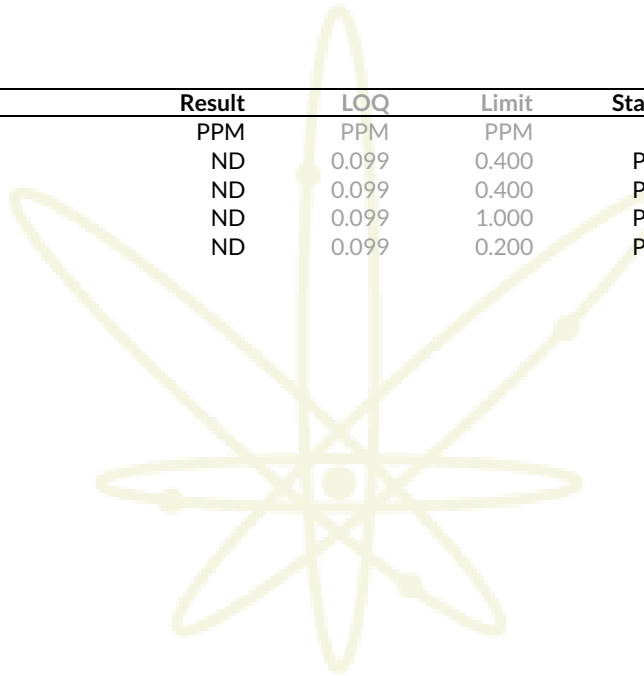 Result LOQ Limit Sta
PPM PPM PPM
ND 0.099 0.400 P
ND 0.099 0.400 P
ND 0.099 1.000 P
ND 0.099 0.200 P